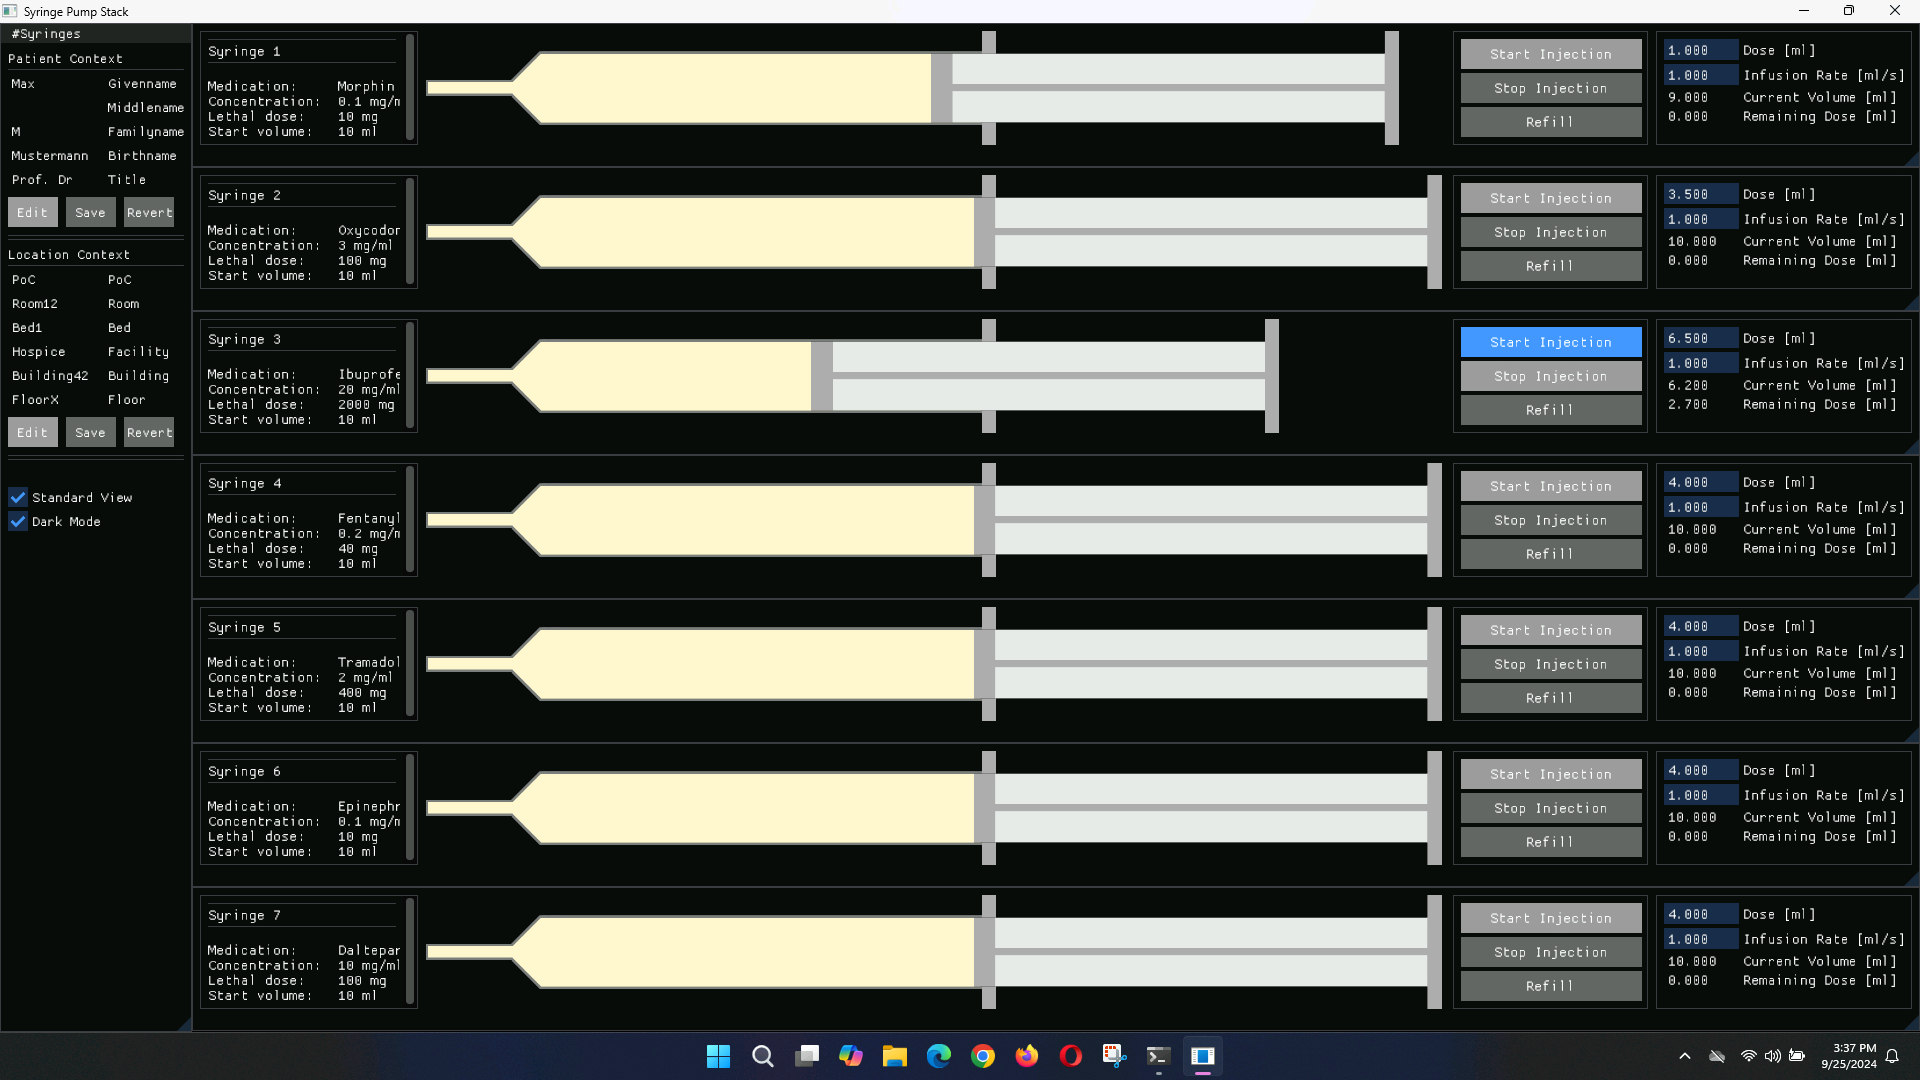 Syringe Pump Stack
#Syringes
Patient Context
Max Givenname
Middlename
M Familyname
Mustermann Birthname
Prof. Dr Title
Edit Save Revert
Location Context
PoC PoC
Room12 Room
Bed1 Bed
Hospice Facility
Building42 Building
FloorX Floor
Edit Save Revert
Standard View
Dark Mode
Syringe 1
Medication: Morphin
Concentration: 0.1 mg/m
Lethal dose: 10 mg
Start volume: 10 ml
Start Injection
Stop Injection
Refill
1.000 Dose [ml]
1.000 Infusion Rate [ml/s]
9.000 Current Volume [ml]
0.000 Remaining Dose [ml]
Syringe 2
Medication: Oxycodor
Concentration: 3 mg/ml
Lethal dose: 100 mg
Start volume: 10 ml
Start Injection
Stop Injection
Refill
3.500 Dose [ml]
1.000 Infusion Rate [ml/s]
10.000 Current Volume [ml]
0.000 Remaining Dose [ml]
Syringe 3
Medication: Ibuprofe
Concentration: 20 mg/ml
Lethal dose: 2000 mg
Start volume: 10 ml
Start Injection
Stop Injection
Refill
6.500 Dose [ml]
1.000 Infusion Rate [ml/s]
6.200 Current Volume [ml]
2.700 Remaining Dose [ml]
Syringe 4
Medication: Fentanyl
Concentration: 0.2 mg/m
Lethal dose: 40 mg
Start volume: 10 ml
Start Injection
Stop Injection
Refill
4.000 Dose [ml]
1.000 Infusion Rate [ml/s]
10.000 Current Volume [ml]
0.000 Remaining Dose [ml]
Syringe 5
Medication: Tramadol
Concentration: 2 mg/ml
Lethal dose: 400 mg
Start volume: 10 ml
Start Injection
Stop Injection
Refill
4.000 Dose [ml]
1.000 Infusion Rate [ml/s]
10.000 Current Volume [ml]
0.000 Remaining Dose [ml]
Syringe 6
Medication: Epinephr
Concentration: 0.1 mg/m
Lethal dose: 10 mg
Start volume: 10 ml
Start Injection
Stop Injection
Refill
4.000 Dose [ml]
1.000 Infusion Rate [ml/s]
10.000 Current Volume [ml]
0.000 Remaining Dose [ml]
Syringe 7
Medication: Daltepar
Concentration: 10 mg/ml
Lethal dose: 100 mg
Start volume: 10 ml
Start Injection
Stop Injection
Refill
4.000 Dose [ml]
1.000 Infusion Rate [ml/s]
10.000 Current Volume [ml]
0.000 Remaining Dose [ml]
3:37 PM
9/25/2024